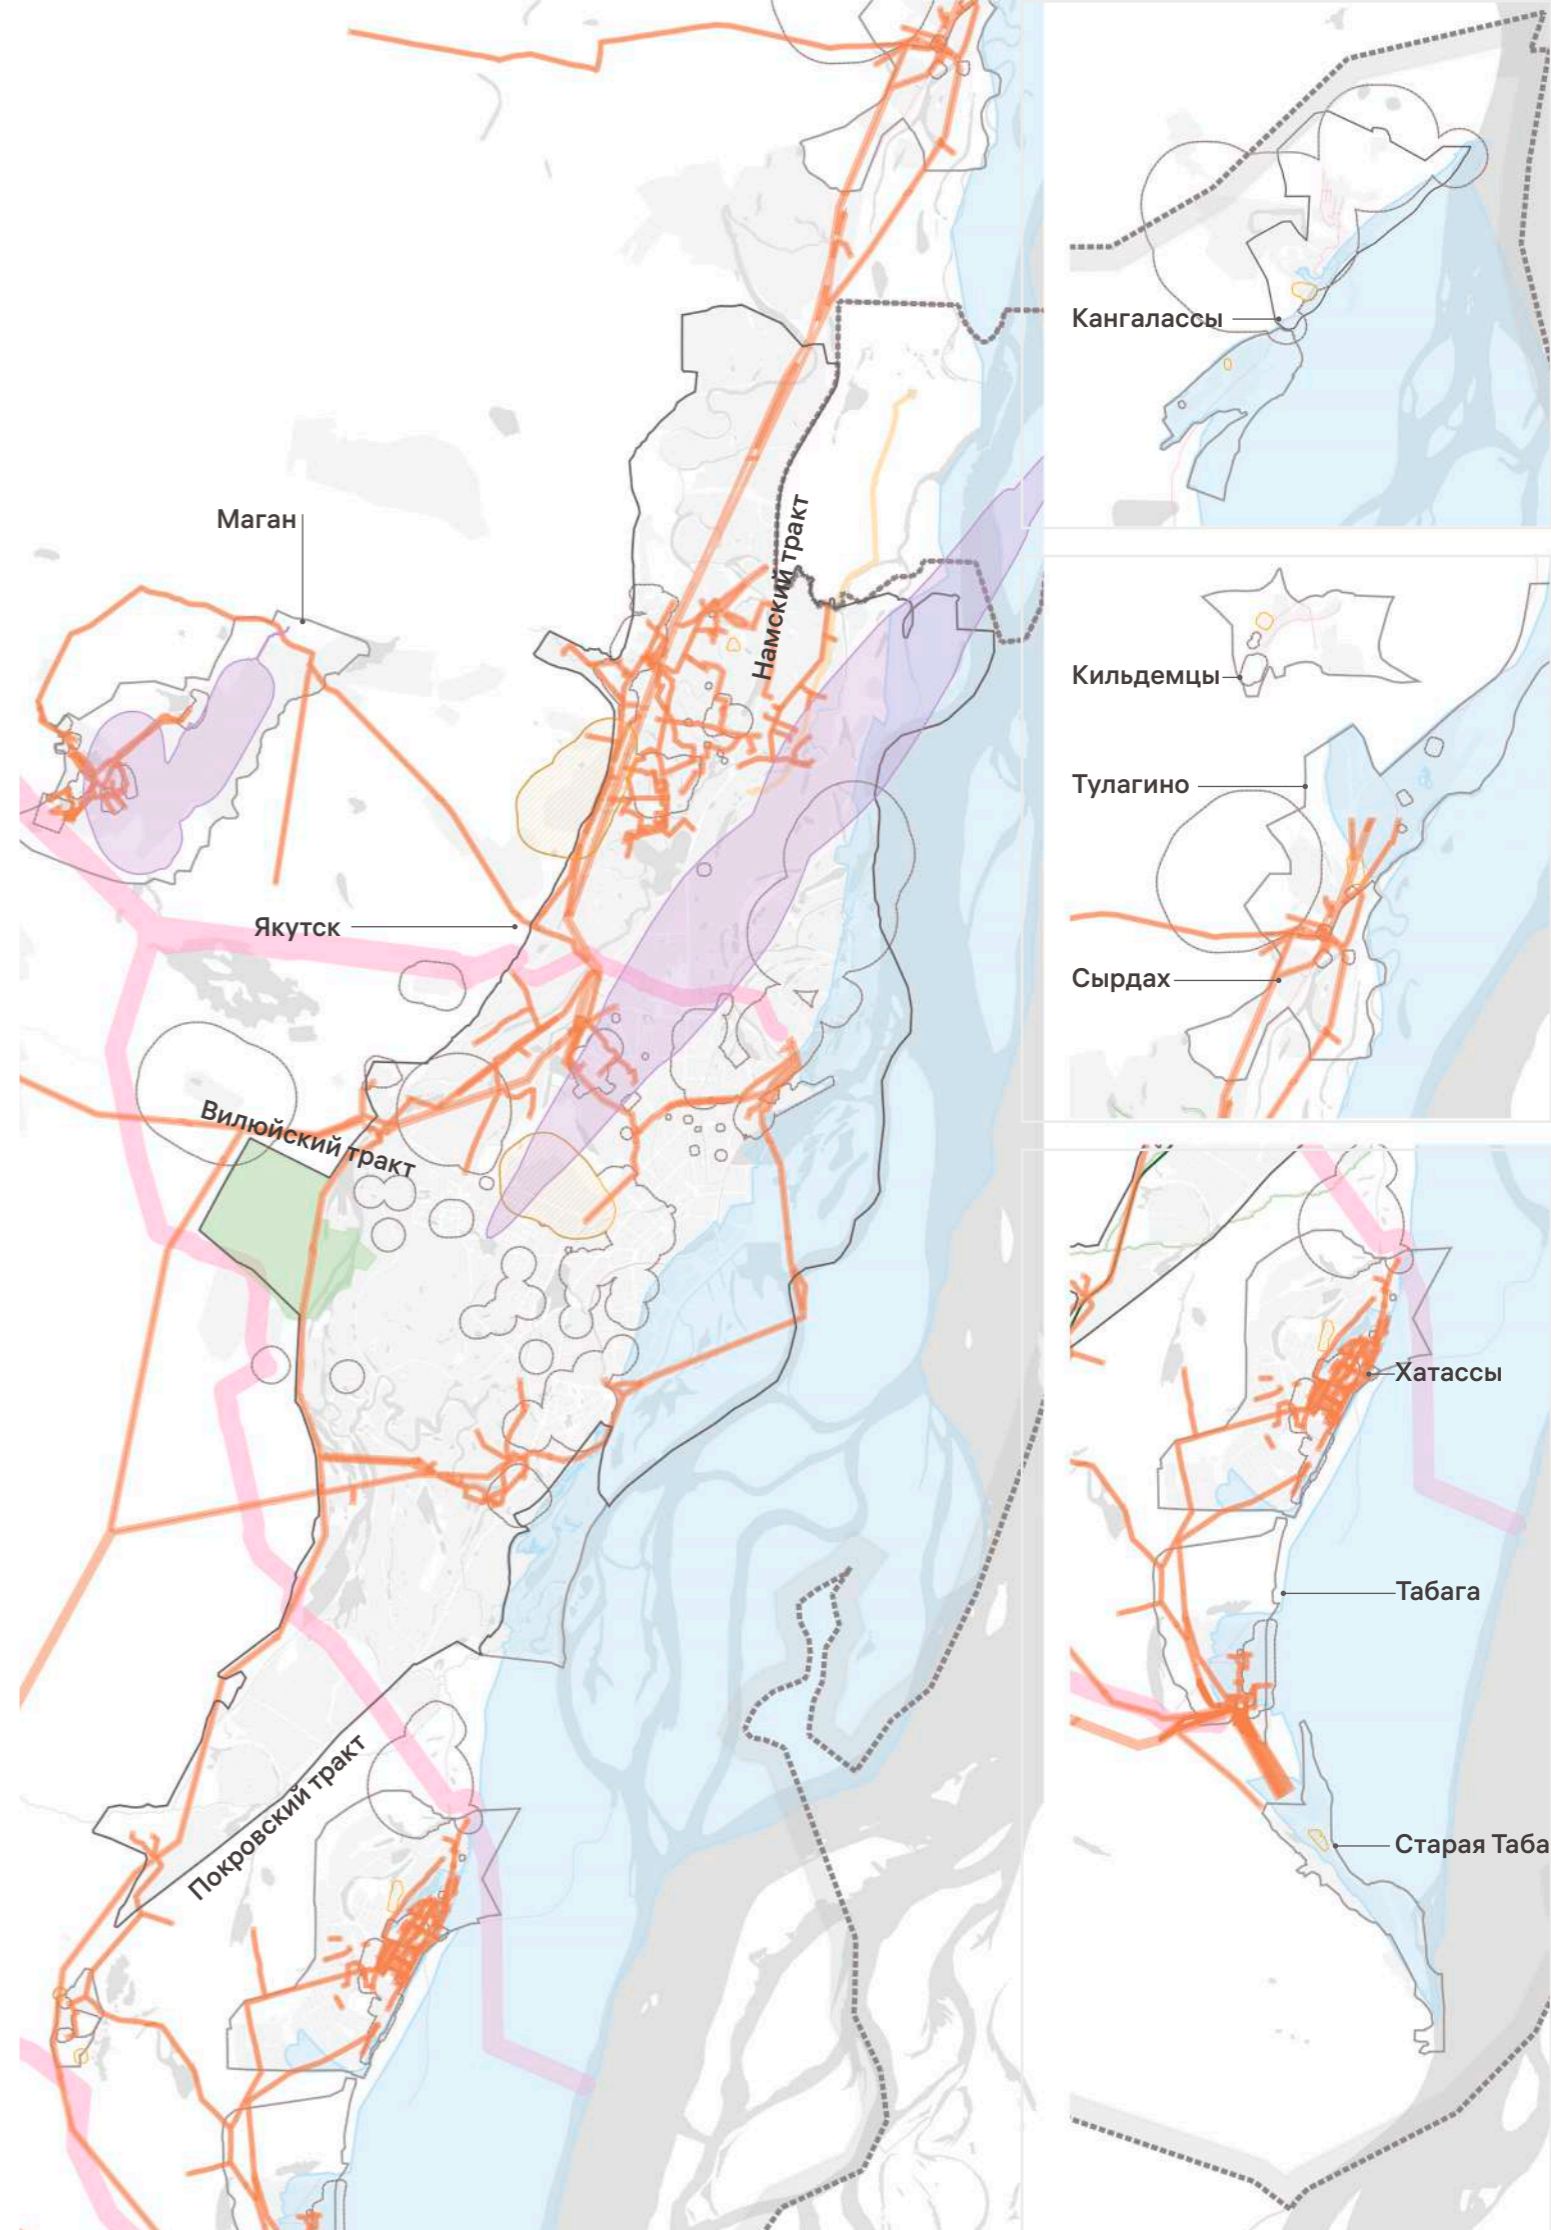 Кангалассы
Маган
Намский тракт
Кильдемцы
Тулагино
Якутск
Сырдах
Вилюйский тракт
Хатассы
Табага
Покровский тракт
Старая Таба